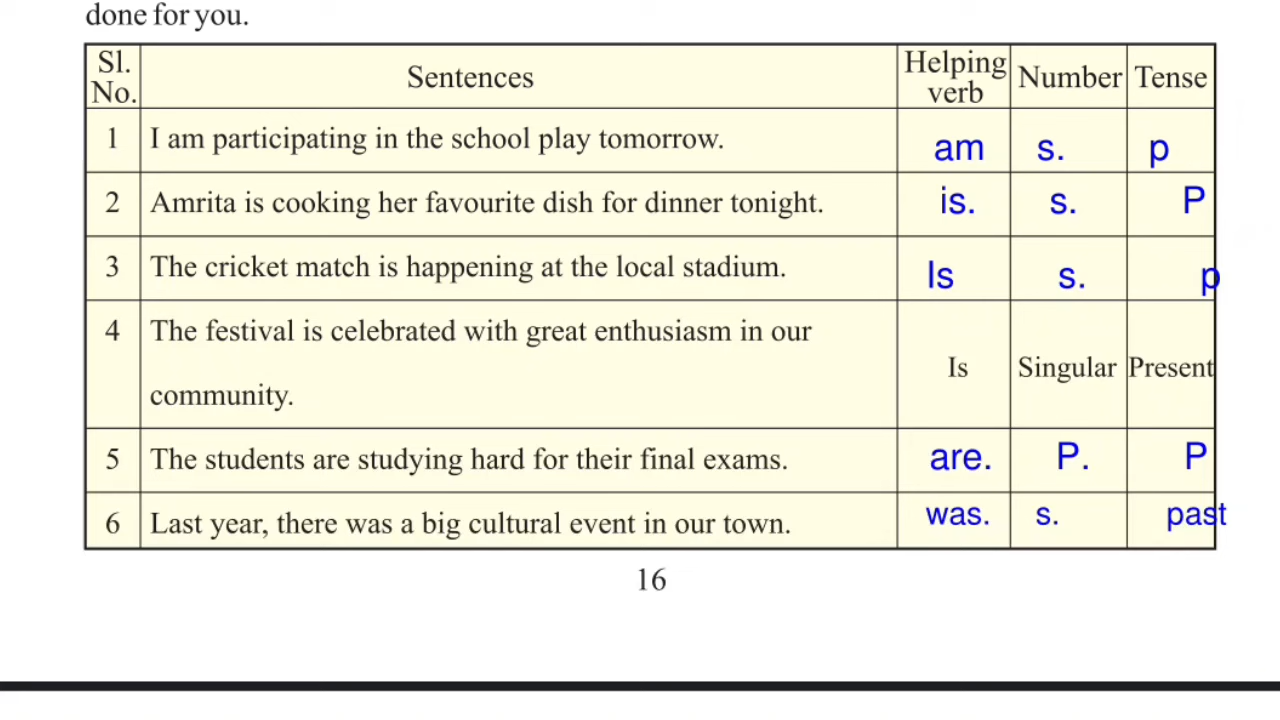 done for you.
Sl. No. Sentences Helping verb Number Tense
1 I am participating in the school play tomorrow. am s. p
2 Amrita is cooking her favourite dish for dinner tonight. is. s. P
3 The cricket match is happening at the local stadium. Is s. p
4 The festival is celebrated with great enthusiasm in our
community. Is Singular Present
5 The students are studying hard for their final exams. are. P. P
6 Last year, there was a big cultural event in our town. was. s. past
16